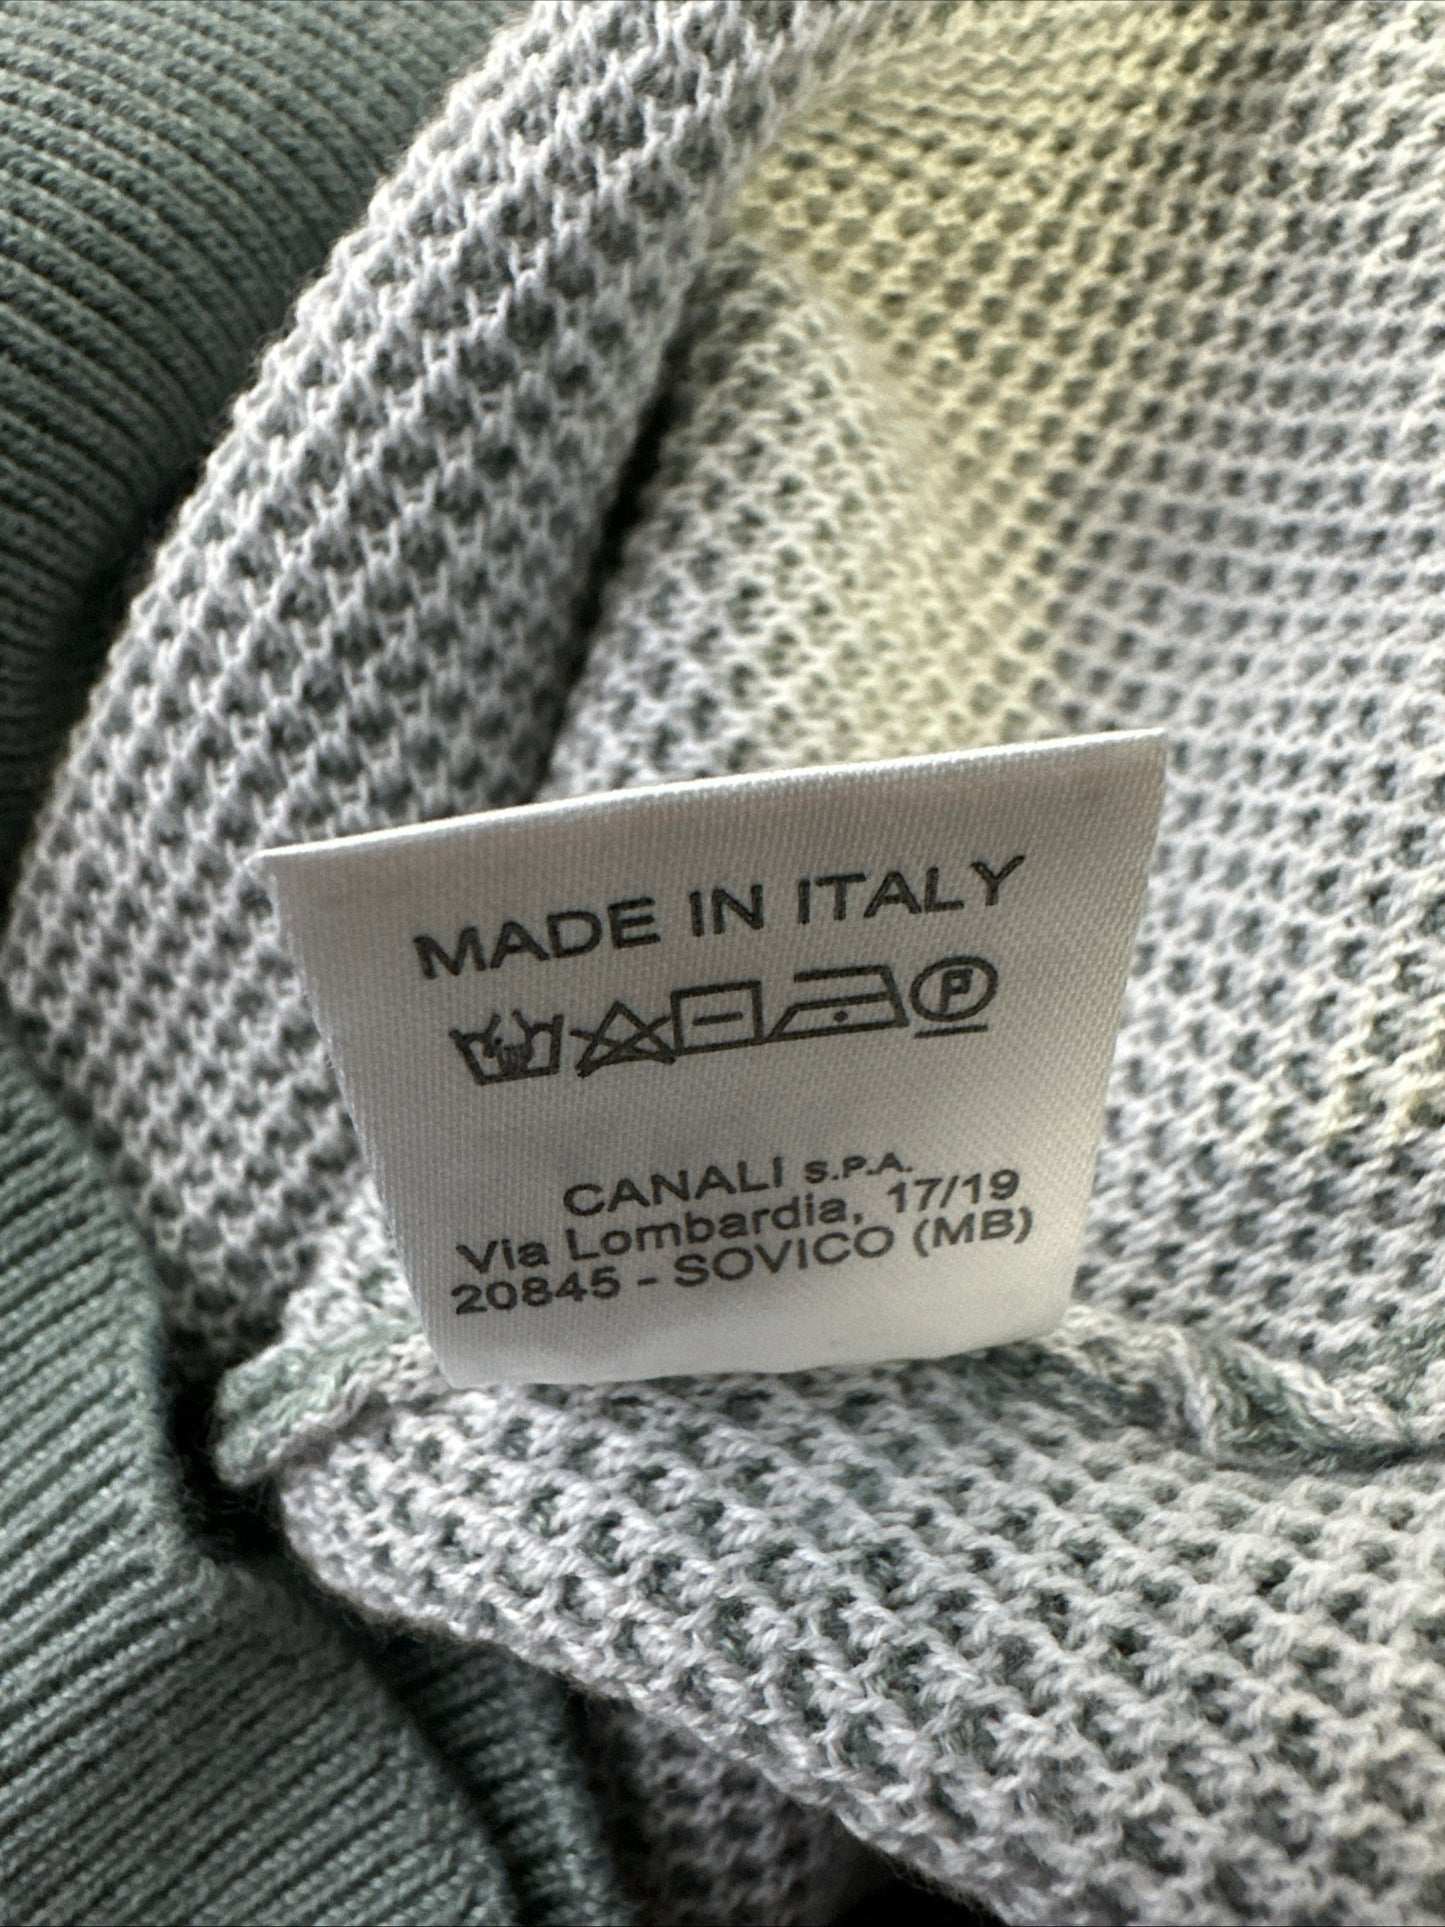 MADE IN ITALY
P
CANALI S.P.A.
Via Lombardia, 17/19
20845 - SOVICO (MB)